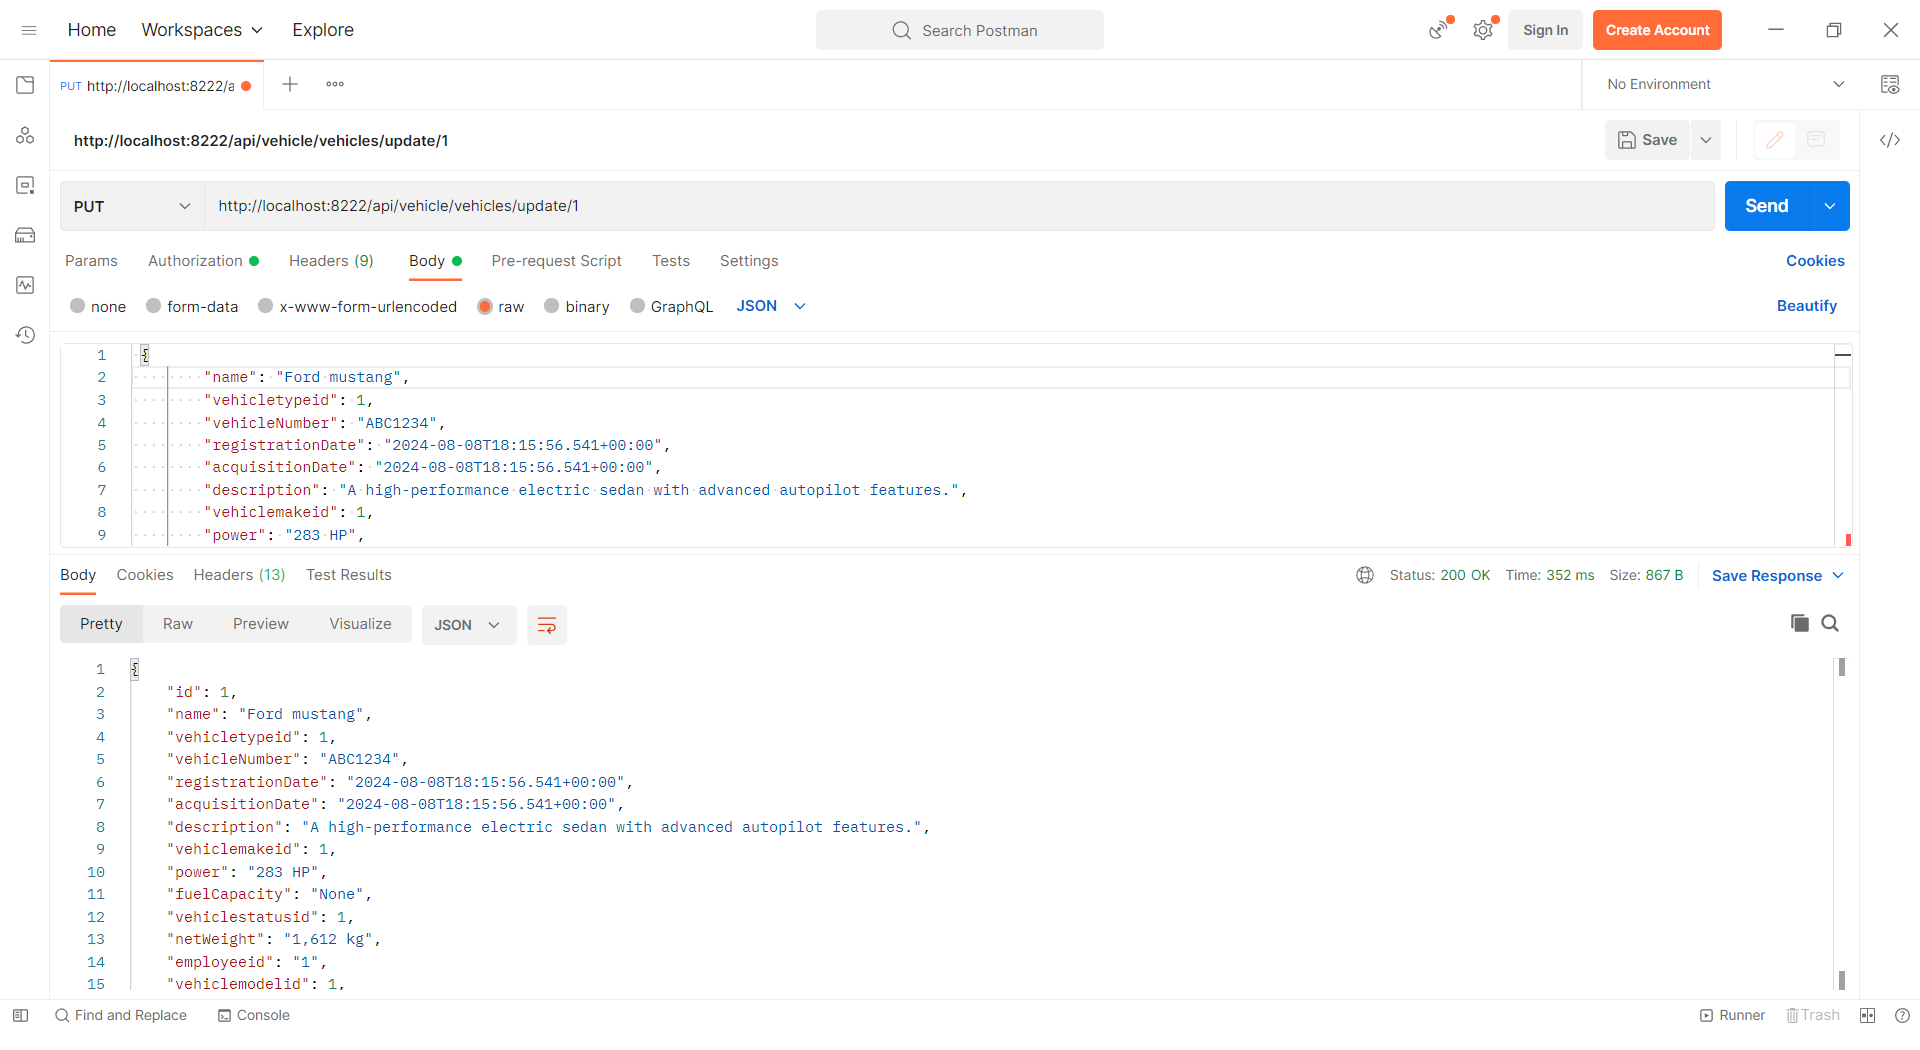 Home Workspaces Explore Search Postman Sign In Create Account
PUT http://localhost:8222/a No Environment
http://localhost:8222/api/vehicle/vehicles/update/1 Save
PUT http://localhost:8222/api/vehicle/vehicles/update/1 Send
Params Authorization Headers (9) Body Pre-request Script Tests Settings Cookies
none form-data x-www-form-urlencoded raw binary GraphQL JSON Beautify
1 {
2 "name": "Ford mustang",
3 "vehicletypeid": 1,
4 "vehicleNumber": "ABC1234",
5 "registrationDate": "2024-08-08T18:15:56.541+00:00",
6 "acquisitionDate": "2024-08-08T18:15:56.541+00:00",
7 "description": "A high-performance electric sedan with advanced autopilot features.",
8 "vehiclemakeid": 1,
9 "power": "283 HP",
Body Cookies Headers (13) Test Results Status: 200 OK Time: 352 ms Size: 867 B Save Response
Pretty Raw Preview Visualize JSON
1 {
2 "id": 1,
3 "name": "Ford mustang",
4 "vehicletypeid": 1,
5 "vehicleNumber": "ABC1234",
6 "registrationDate": "2024-08-08T18:15:56.541+00:00",
7 "acquisitionDate": "2024-08-08T18:15:56.541+00:00",
8 "description": "A high-performance electric sedan with advanced autopilot features.",
9 "vehiclemakeid": 1,
10 "power": "283 HP",
11 "fuelCapacity": "None",
12 "vehiclestatusid": 1,
13 "netWeight": "1,612 kg",
14 "employeeid": "1",
15 "vehiclemodelid": 1,
Find and Replace Console Runner Trash